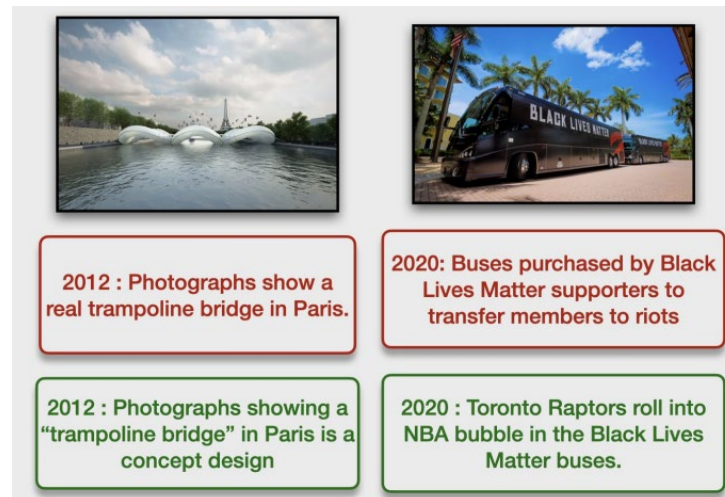 BLACK LIVES MATTER
2012 : Photographs show a
real trampoline bridge in Paris.
2020: Buses purchased by Black
Lives Matter supporters to
transfer members to riots
2012 : Photographs showing a
“trampoline bridge” in Paris is a
concept design
2020 : Toronto Raptors roll into
NBA bubble in the Black Lives
Matter buses.